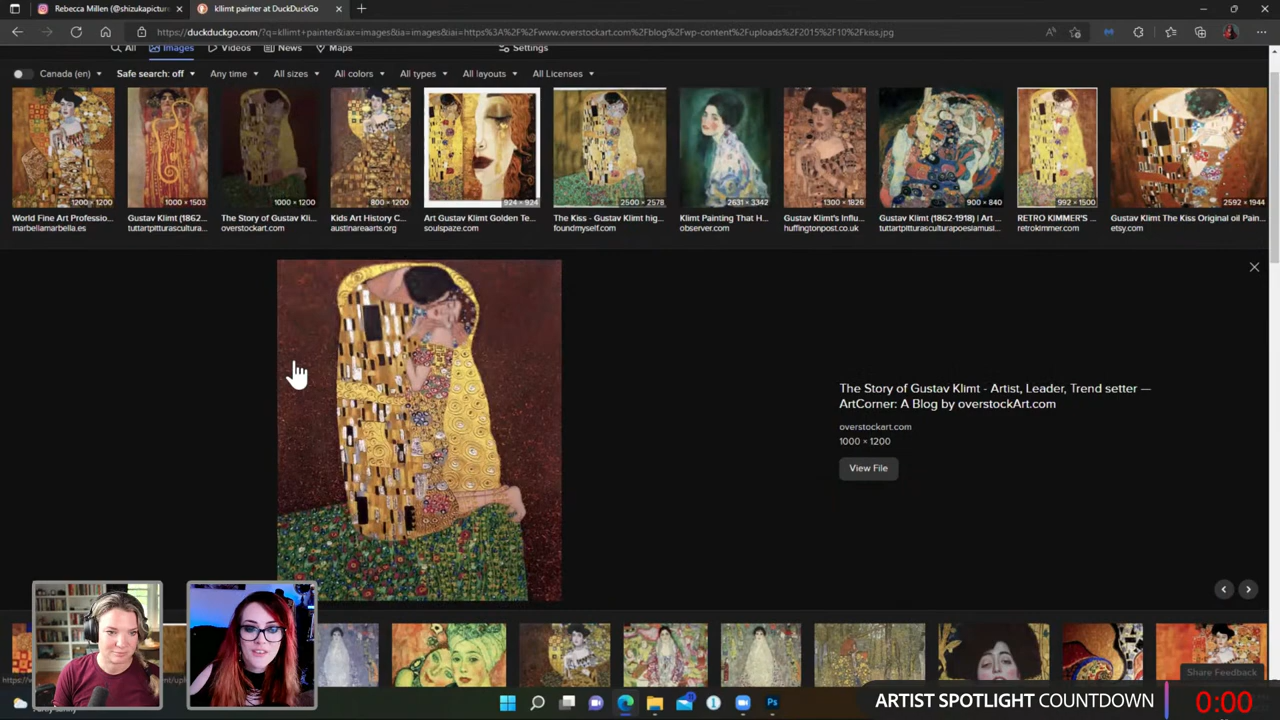 Rebecca Millen (@shizukapicture
kllimt painter at DuckDuckGo
https://duckduckgo.com/?q=kllimt+painter&iax=images&ia=images&iai=https%3A%2F%2Fwww.overstockart.com%2Fblog%2Fwp-content%2Fuploads%2F2015%2F10%2Fkiss.jpg
All
Images
Videos
News
Maps
Settings
Canada (en)
Safe search: off
Any time
All sizes
All colors
All types
All layouts
All Licenses
1200 × 1200
1000 × 1503
1000 × 1200
800 × 1200
924 × 924
2500 × 2578
2631 × 3342
1300 × 1826
900 × 840
992 × 1500
2592 × 1944
World Fine Art Professio...
Gustav Klimt (1862...
The Story of Gustav Kli...
Kids Art History C...
Art Gustav Klimt Golden Te...
The Kiss - Gustav Klimt hig...
Klimt Painting That H...
Gustav Klimt's Influ...
Gustav Klimt (1862-1918) | Art ...
RETRO KIMMER'S ...
Gustav Klimt The Kiss Original oil Pain...
marbellamarbella.es
tuttartpitturascultura...
overstockart.com
austinareaarts.org
soulspaze.com
foundmyself.com
observer.com
huffingtonpost.co.uk
tuttartpitturasculturapoesiamusi...
retrokimmer.com
etsy.com
The Story of Gustav Klimt - Artist, Leader, Trend setter —
ArtCorner: A Blog by overstockArt.com
overstockart.com
1000 × 1200
View File
Share Feedback
ARTIST SPOTLIGHT COUNTDOWN
0:00